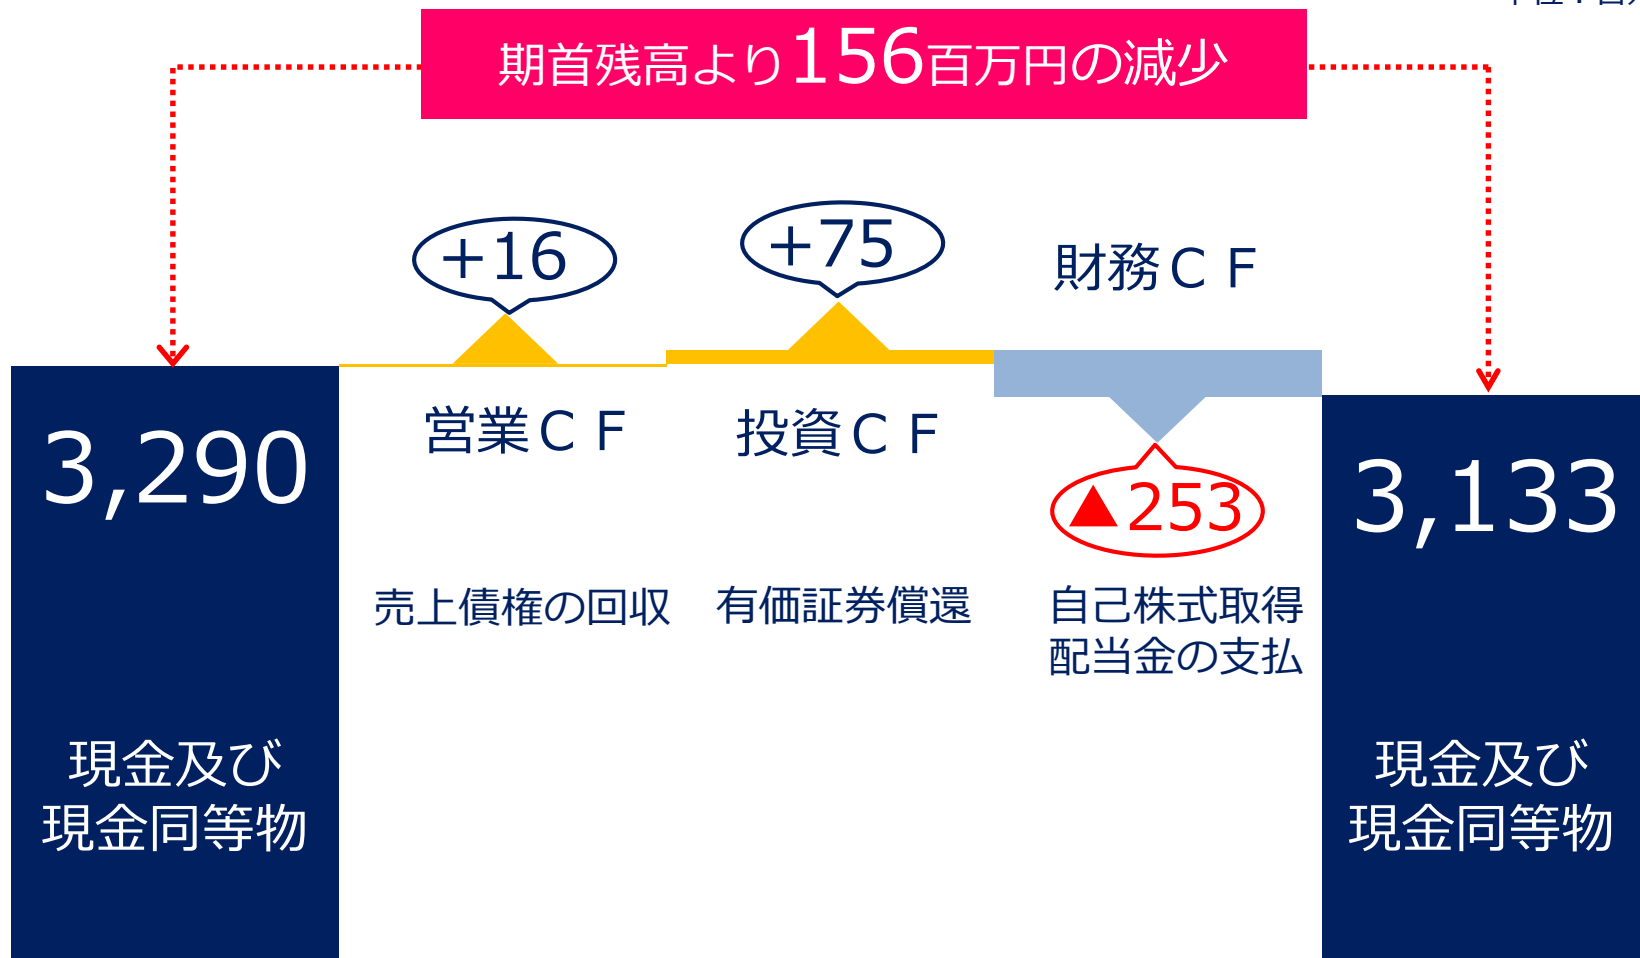 期首残高より156百万円の減少
+16
+75
財務ＣＦ
営業ＣＦ
投資ＣＦ
3,290
▲253
3,133
売上債権の回収
有価証券償還
自己株式取得
配当金の支払
現金及び
現金同等物
現金及び
現金同等物